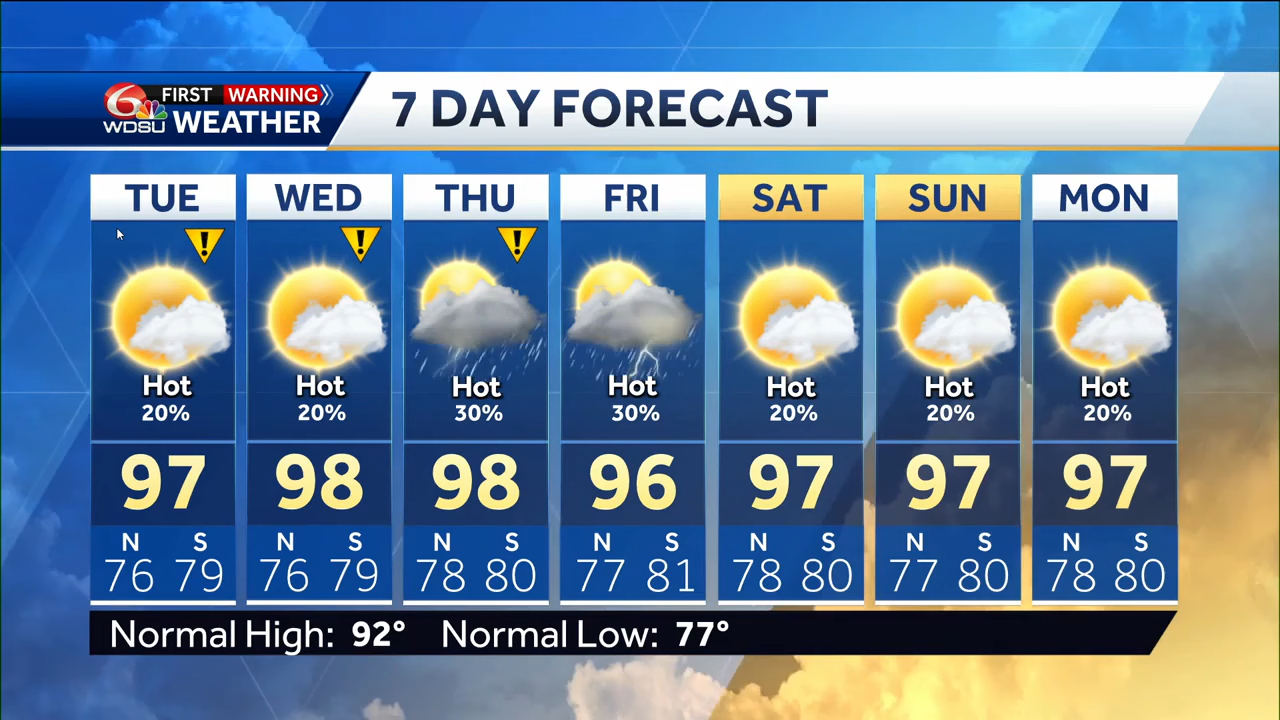 6 WDSU FIRST WARNING WEATHER
7 DAY FORECAST
TUE WED THU FRI SAT SUN MON
! ! !
Hot Hot Hot Hot Hot Hot Hot
20% 20% 30% 30% 20% 20% 20%
97 98 98 96 97 97 97
N S N S N S N S N S N S N S
76 79 76 79 78 80 77 81 78 80 77 80 78 80
Normal High: 92° Normal Low: 77°